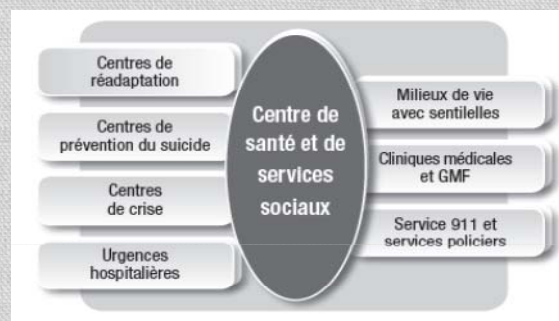 Centres de
réadaptation
Centres de
prévention du suicide
Centres
de crise
Urgences
hospitalières
Centre de
santé et de
services
sociaux
Milieux de vie
avec sentilelles
Cliniques médicales
et GMF
Service 911 et
services policiers